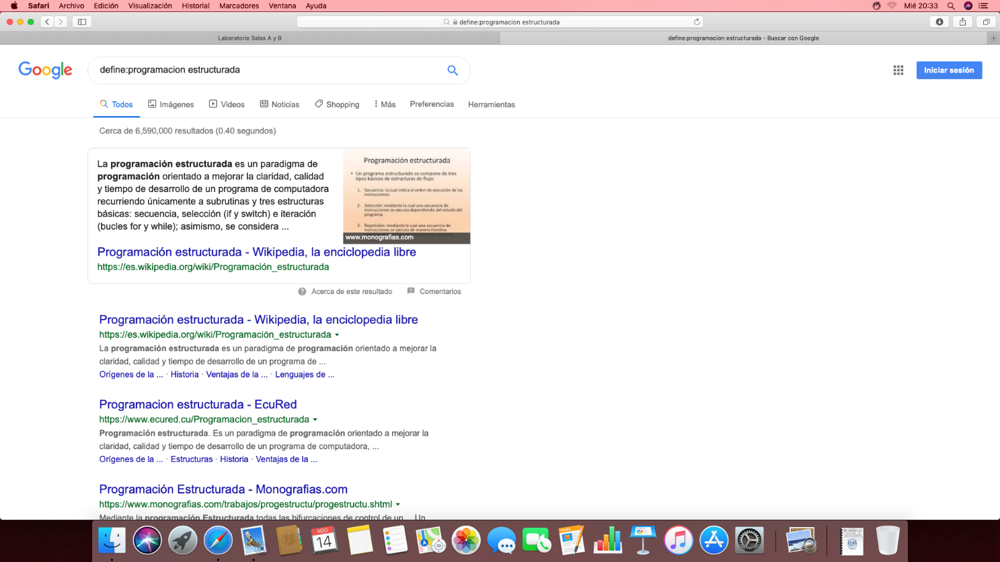 Safari Archivo Edición Visualización Historial Marcadores Ventana Ayuda Mié 20:33
define:programacion estructurada
Laboratorio Salas A y B
define:programacion estructurada - Buscar con Google
Google
define:programacion estructurada
Iniciar sesión
Todos Imágenes Videos Noticias Shopping Más Preferencias Herramientas
Cerca de 6,590,000 resultados (0.40 segundos)
La programación estructurada es un paradigma de
programación orientado a mejorar la claridad, calidad
y tiempo de desarrollo de un programa de computadora
recurriendo únicamente a subrutinas y tres estructuras
básicas: secuencia, selección (if y switch) e iteración
(bucles for y while); asimismo, se considera ...
Programación estructurada
• Un programa estructurado se compone de tres
tipos básicos de estructuras de flujo:
1. Secuencia: la cual indica el orden de ejecución de las
instrucciones.
2. Selección: mediante la cual una secuencia de
instrucciones se ejecuta dependiendo del estado del
programa.
3. Repetición: mediante la cual una secuencia de
instrucciones se ejecuta de manera iterativa
www.monografias.com
Programación estructurada - Wikipedia, la enciclopedia libre
https://es.wikipedia.org/wiki/Programación_estructurada
Acerca de este resultado Comentarios
Programación estructurada - Wikipedia, la enciclopedia libre
https://es.wikipedia.org/wiki/Programación_estructurada
La programación estructurada es un paradigma de programación orientado a mejorar la
claridad, calidad y tiempo de desarrollo de un programa de ...
Orígenes de la ... · Historia · Ventajas de la ... · Lenguajes de ...
Programacion estructurada - EcuRed
https://www.ecured.cu/Programacion_estructurada
Programación estructurada. Es un paradigma de programación orientado a mejorar la
claridad, calidad y tiempo de desarrollo de un programa de computadora, ...
Orígenes de la ... · Estructuras · Historia · Ventajas de la ...
Programación Estructurada - Monografias.com
https://www.monografias.com/trabajos/progestructu/progestructu.shtml
Mediante la programación Estructurada todas las bifurcaciones de control de un ... Un
AGO
14